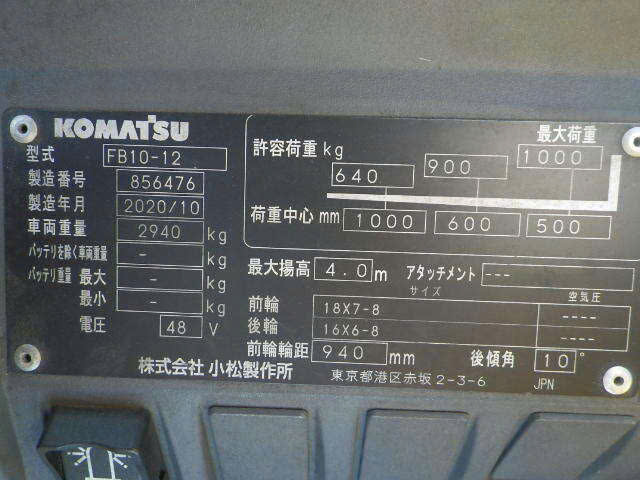 KOMATSU
型式 FB10-12
製造番号 856476
製造年月 2020/10
車両重量 2940 kg
バッテリを除く車両重量 - kg
バッテリ重量 最大 - kg
最小 - kg
電圧 48 V
最大荷重
許容荷重 kg 640 900 1000
荷重中心 mm 1000 600 500
最大揚高 4.0 m アタッチメント ---
サイズ 空気圧
前輪 18X7-8 ----
後輪 16X6-8 ----
前輪輪距 940 mm 後傾角 10°
株式会社 小松製作所 東京都港区赤坂 2-3-6 JPN